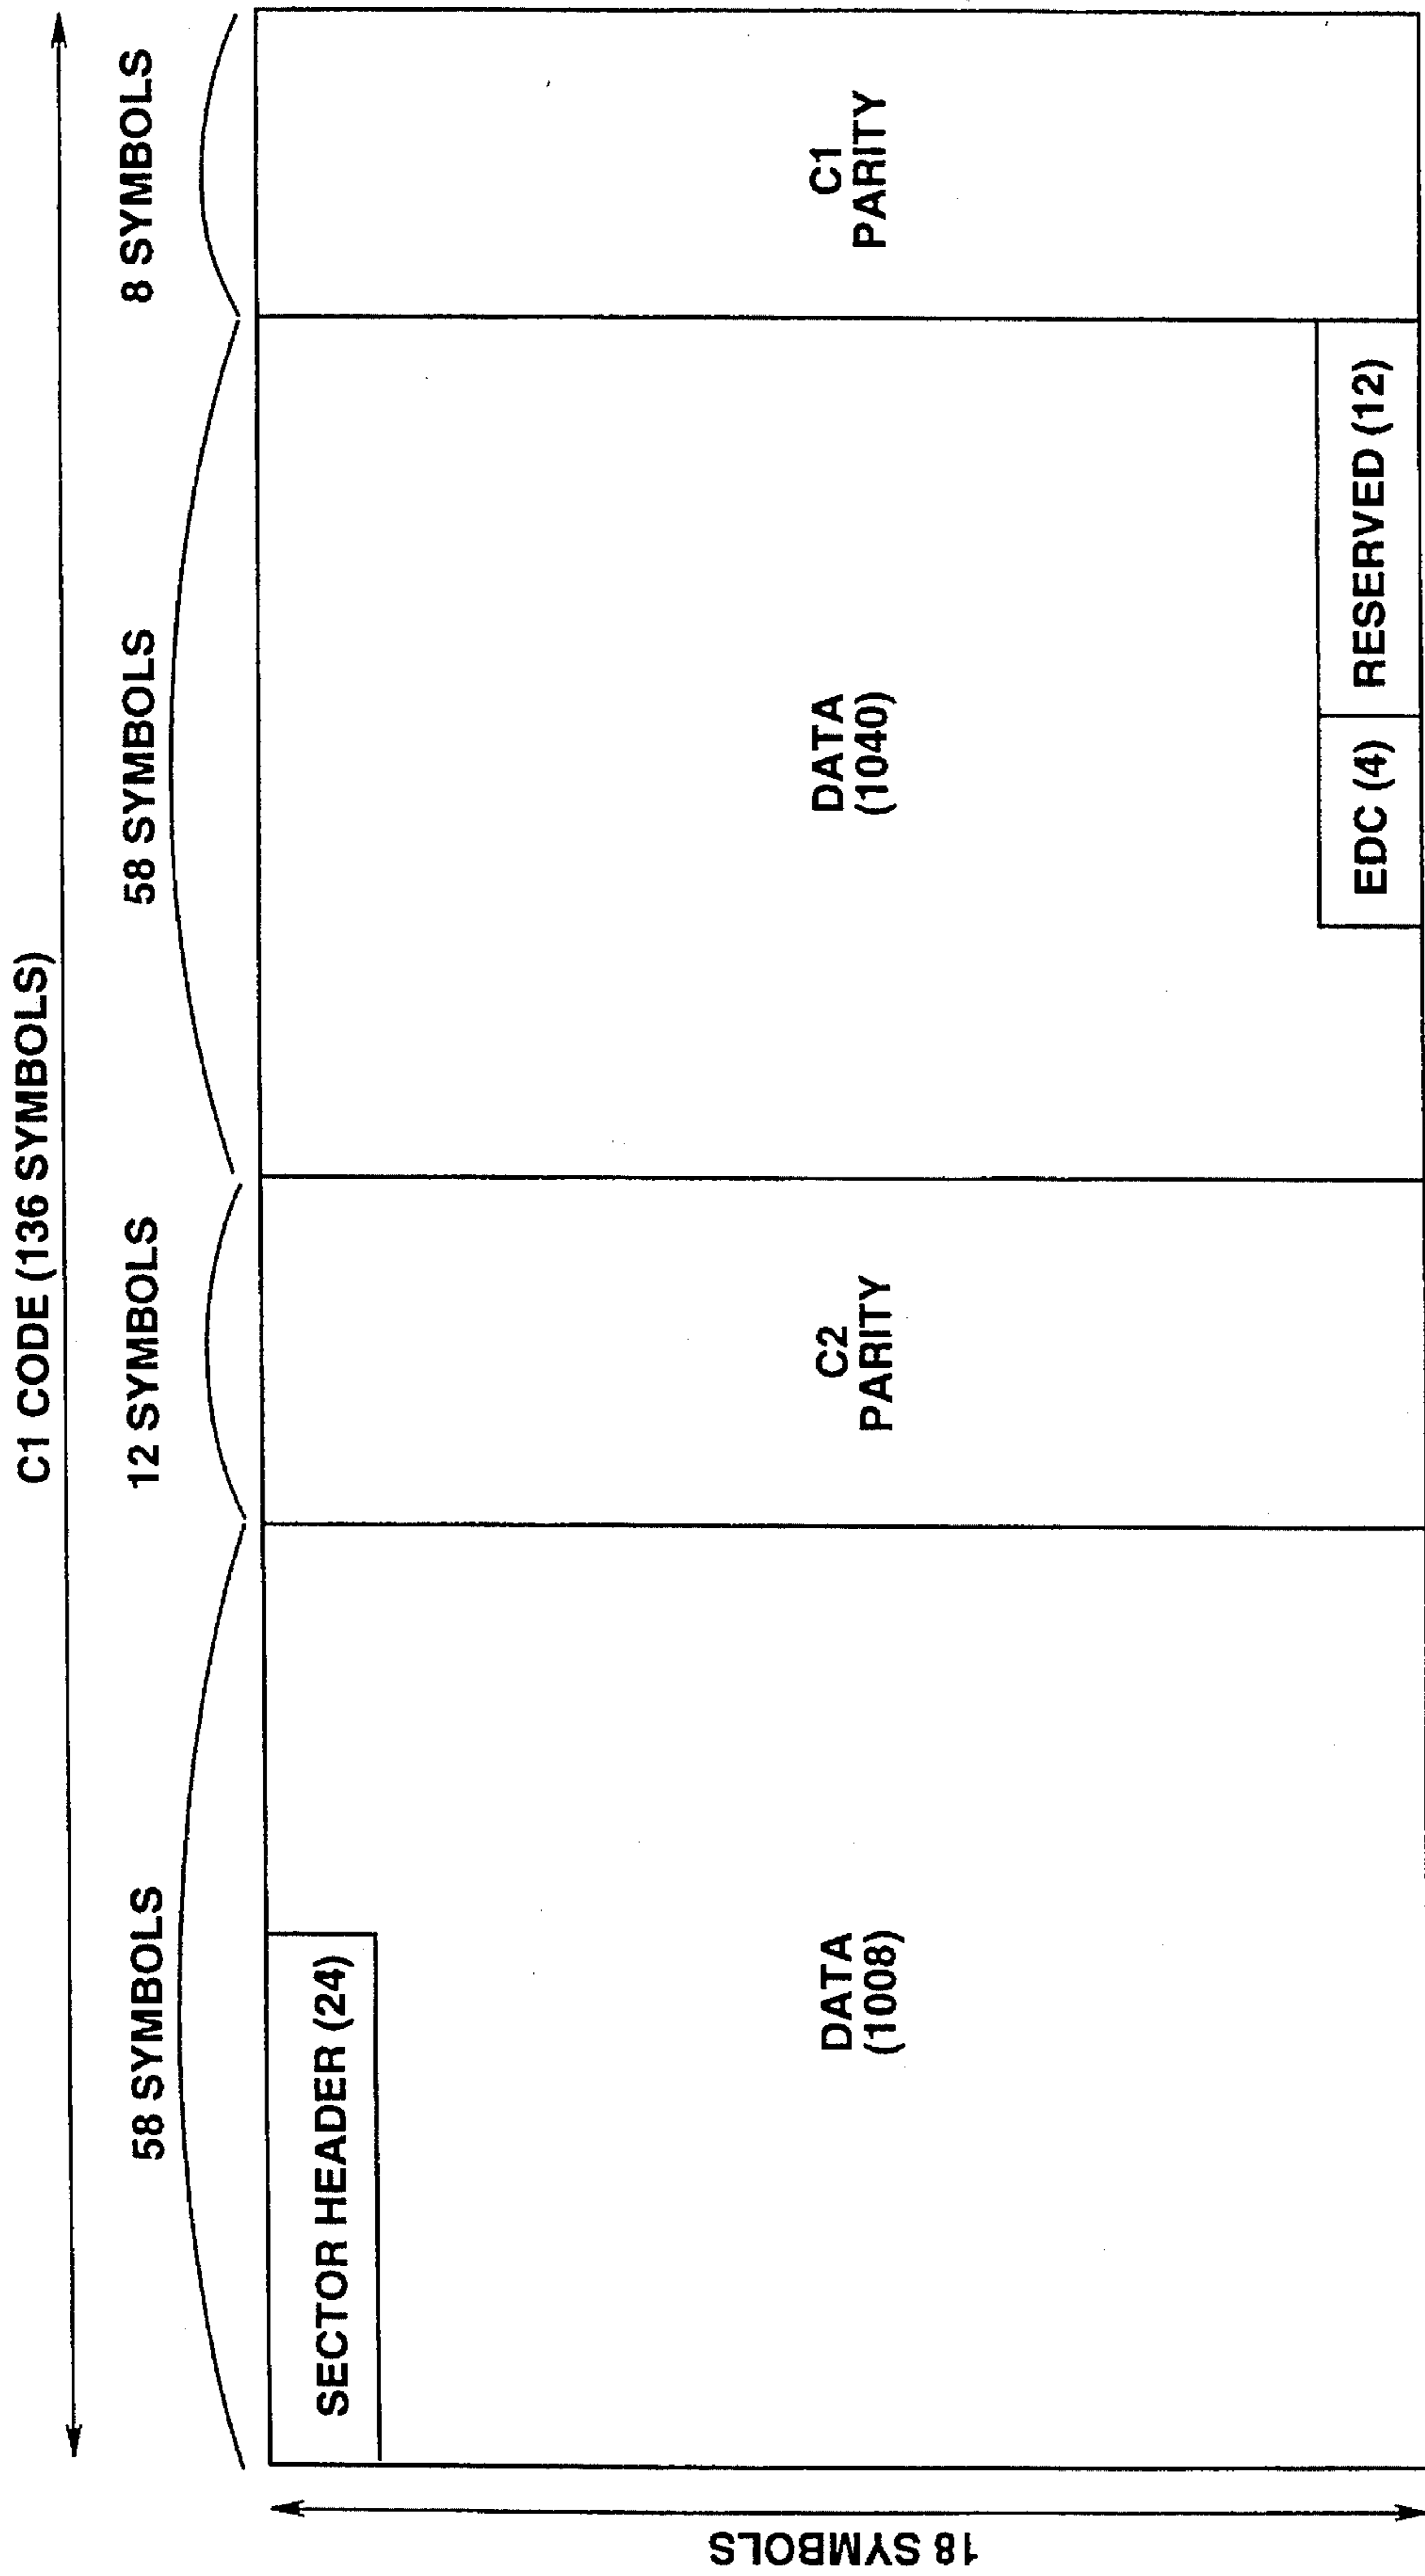 C1 CODE (136 SYMBOLS)
58 SYMBOLS
12 SYMBOLS
58 SYMBOLS
8 SYMBOLS
18 SYMBOLS
SECTOR HEADER (24)
DATA
(1008)
C2
PARITY
DATA
(1040)
EDC (4)
RESERVED (12)
C1
PARITY